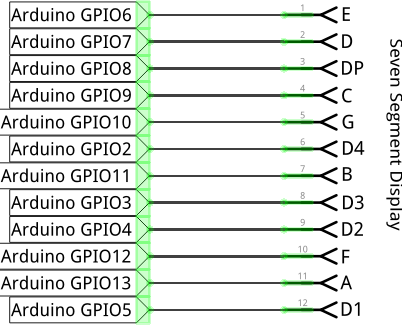 Arduino GPIO6 1 E
Arduino GPIO7 2 D
Arduino GPIO8 3 DP
Arduino GPIO9 4 C
Arduino GPIO10 5 G
Arduino GPIO2 6 D4
Arduino GPIO11 7 B
Arduino GPIO3 8 D3
Arduino GPIO4 9 D2
Arduino GPIO12 10 F
Arduino GPIO13 11 A
Arduino GPIO5 12 D1
Seven Segment Display